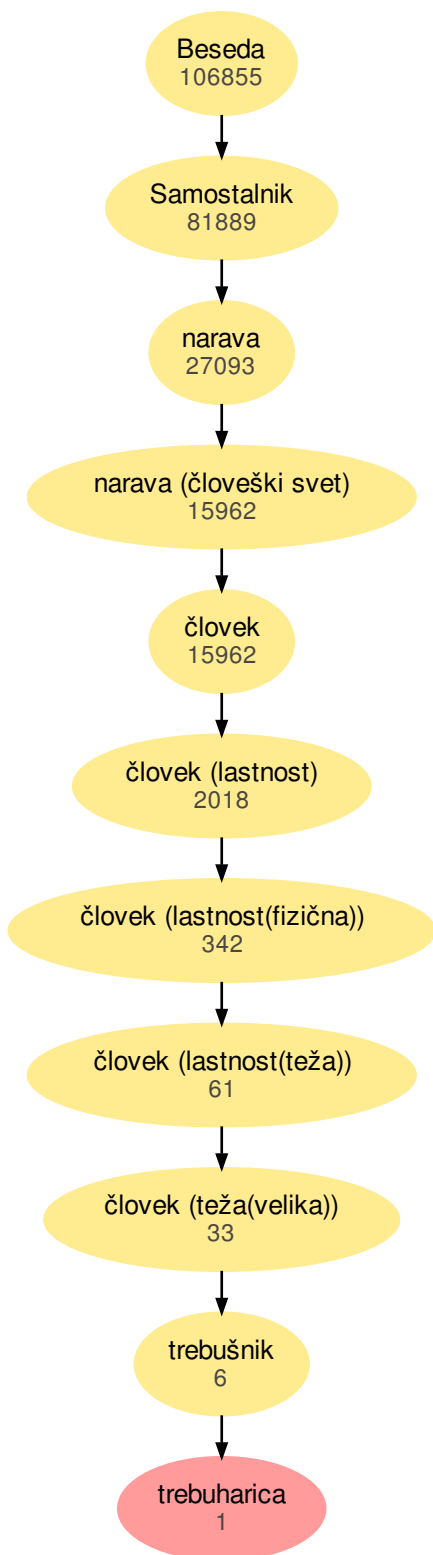 Beseda
106855
Samostalnik
81889
narava
27093
narava (človeški svet)
15962
človek
15962
človek (lastnost)
2018
človek (lastnost(fizična))
342
človek (lastnost(teža))
61
človek (teža(velika))
33
trebušnik
6
trebuharica
1